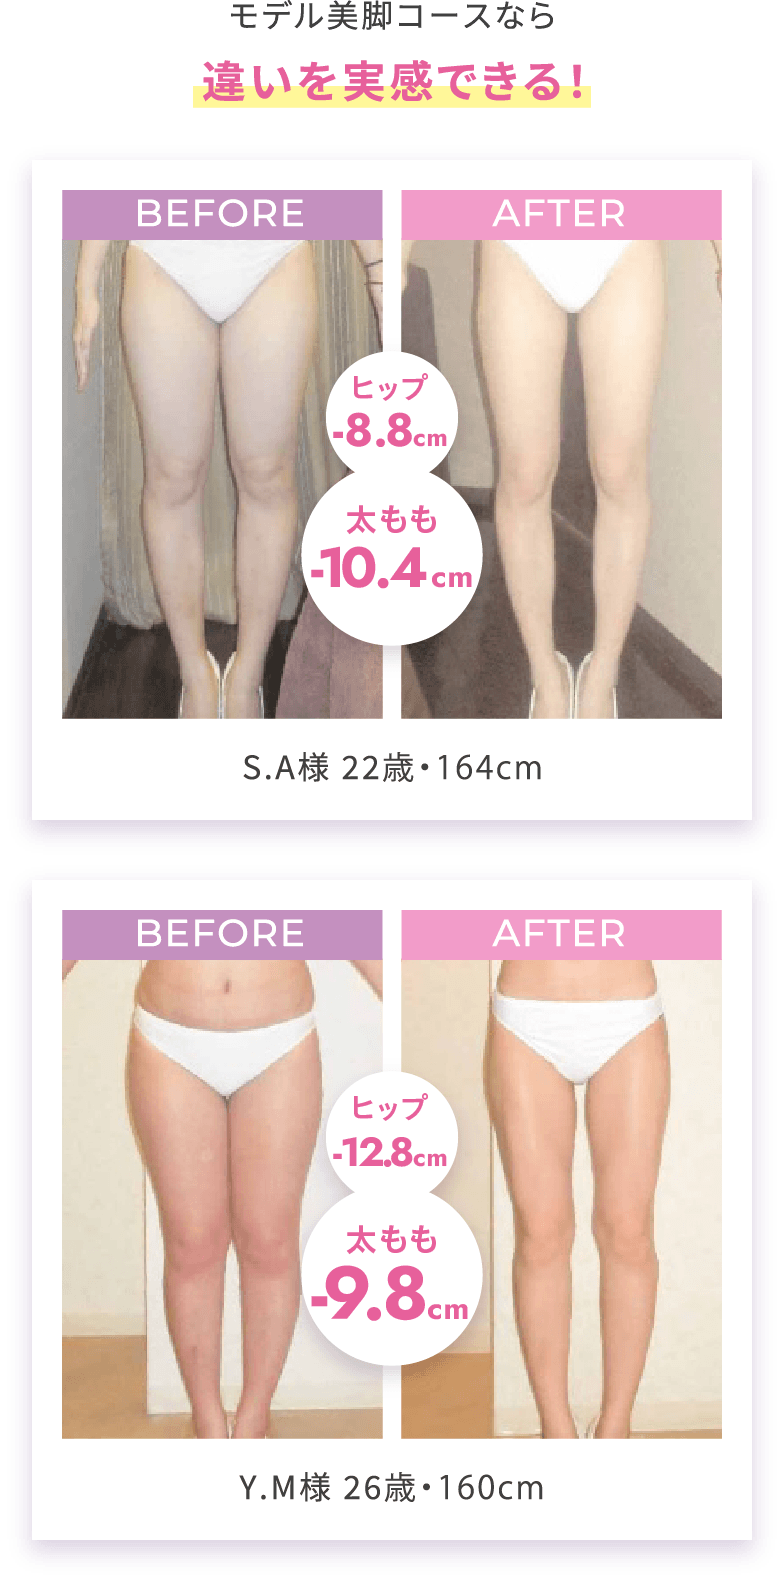 モデル美脚コースなら
違いを実感できる！
BEFORE
AFTER
ヒップ
-8.8cm
太もも
-10.4cm
S.A様 22歳・164cm
BEFORE
AFTER
ヒップ
-12.8cm
太もも
-9.8cm
Y.M様 26歳・160cm